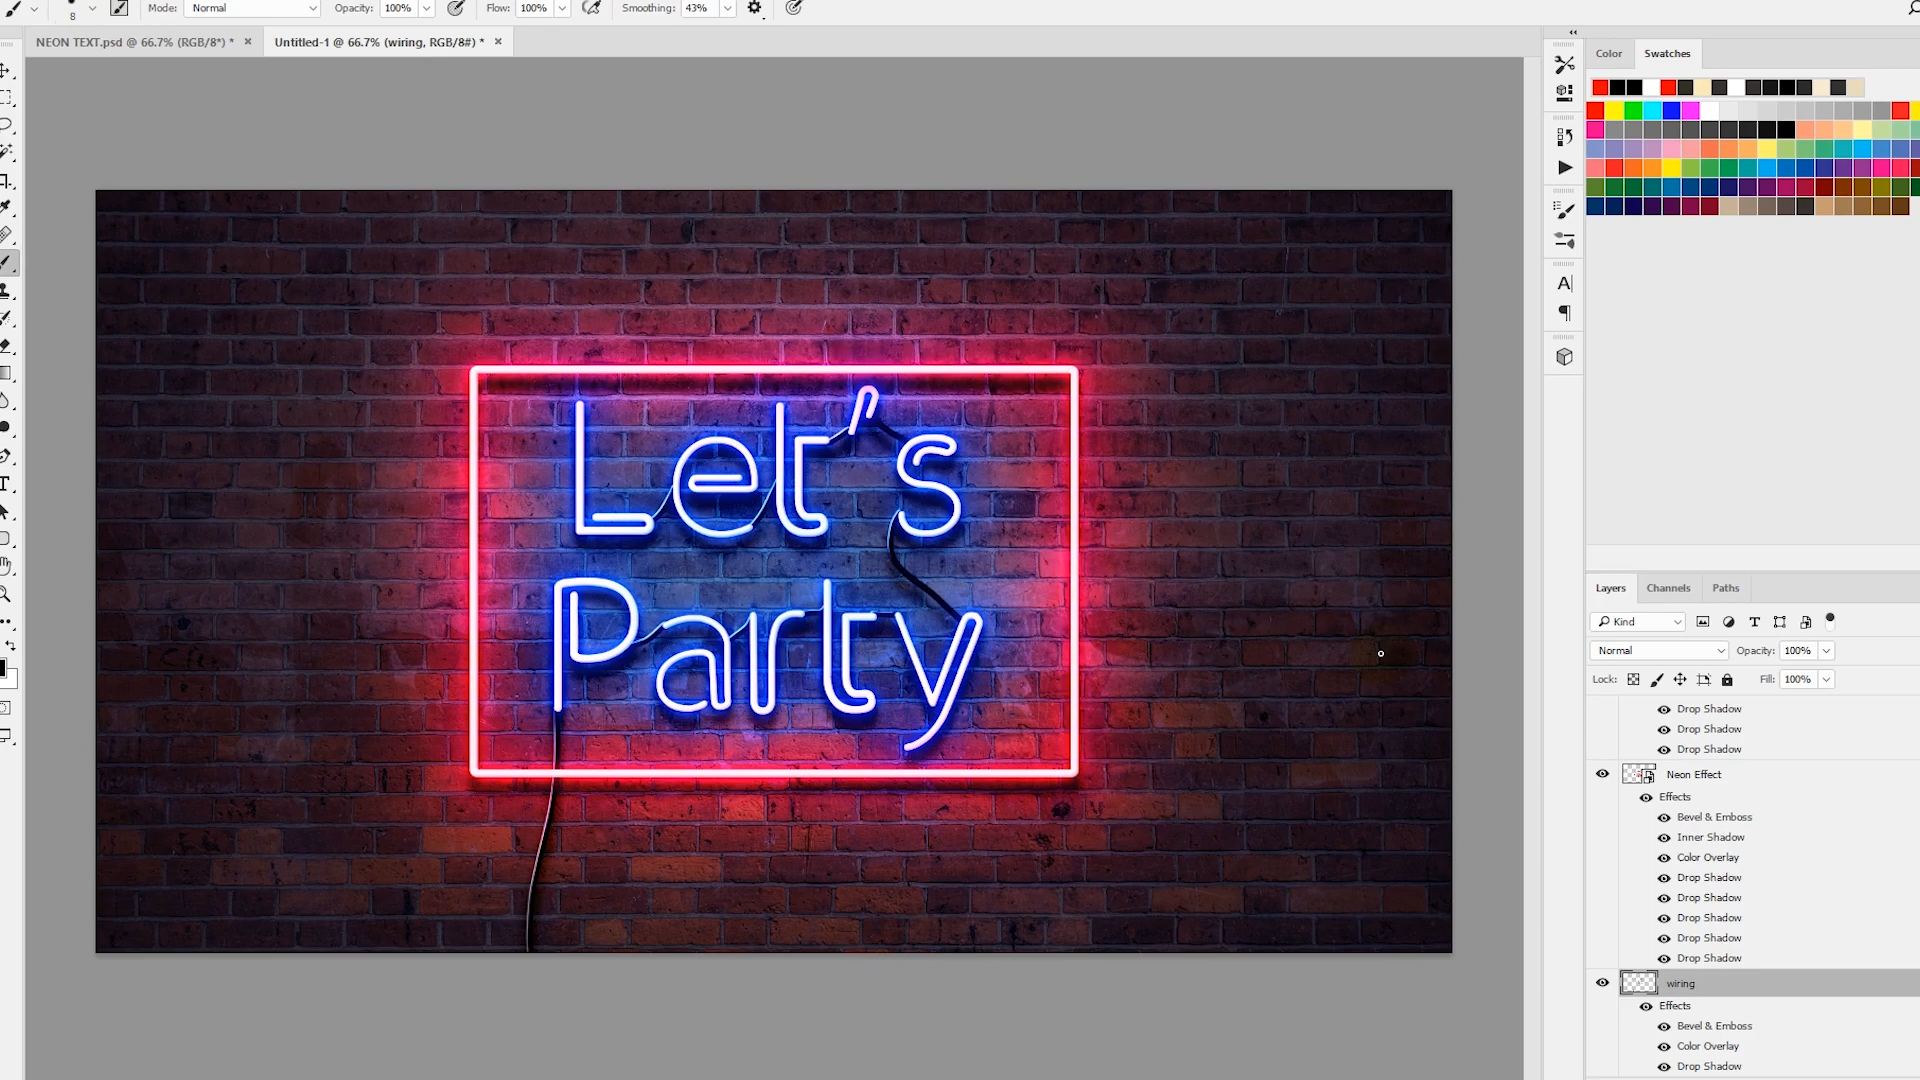 8
Mode: Normal Opacity: 100% Flow: 100% Smoothing: 43%
NEON TEXT.psd @ 66.7% (RGB/8*) * × Untitled-1 @ 66.7% (wiring, RGB/8#) * ×
Color Swatches
Let's
Party
Layers Channels Paths
Kind
Normal Opacity: 100%
Lock: Fill: 100%
Drop Shadow
Drop Shadow
Drop Shadow
Neon Effect
Effects
Bevel & Emboss
Inner Shadow
Color Overlay
Drop Shadow
Drop Shadow
Drop Shadow
Drop Shadow
Drop Shadow
wiring
Effects
Bevel & Emboss
Color Overlay
Drop Shadow